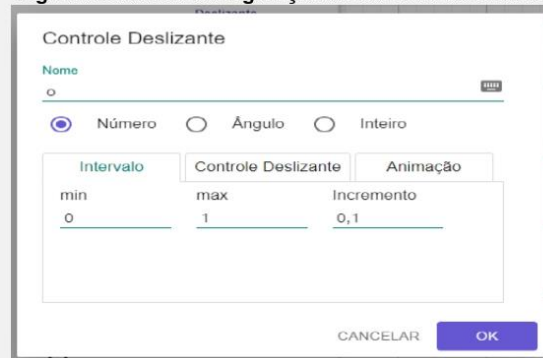 Controle Deslizante
Nome
o
Número Ângulo Inteiro
Intervalo Controle Deslizante Animação
min max Incremento
0 1 0,1
CANCELAR OK